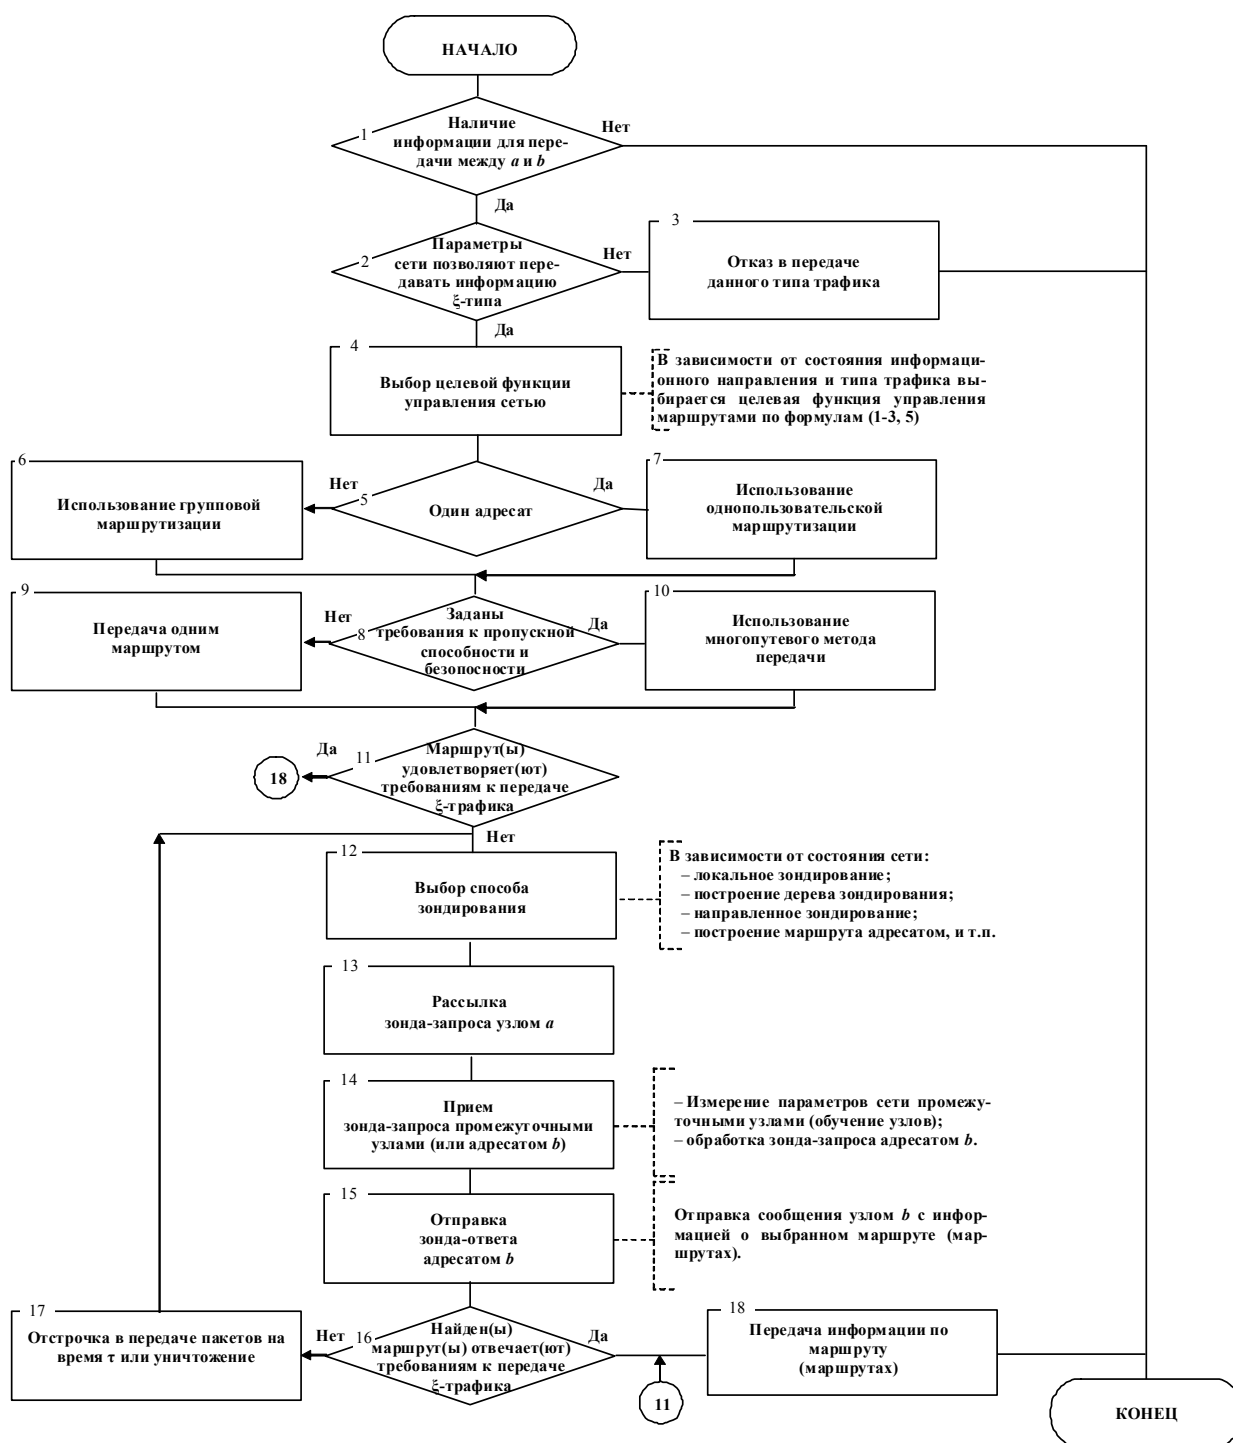 НАЧАЛО
1
Наличие
информации для пере-
дачи между a и b
Нет
Да
2
Параметры
сети позволяют пере-
давать информацию
ξ-типа
Нет
3
Отказ в передаче
данного типа трафика
Да
4
Выбор целевой функции
управления сетью
В зависимости от состояния информаци-
онного направления и типа трафика вы-
бирается целевая функция управления
маршрутами по формулам (1-3, 5)
6
Использование групповой
маршрутизации
Нет
5
Один адресат
Да
7
Использование
однопользовательской
маршрутизации
9
Передача одним
маршрутом
Нет
8
Заданы
требования к пропускной
способности и
безопосности
Да
10
Использование
многопутевого метода
передачи
Да
18
11
Маршрут(ы)
удовлетворяет(ют)
требованиям к передаче
ξ-трафика
Нет
12
Выбор способа
зондирования
В зависимости от состояния сети:
– локальное зондирование;
– построение дерева зондирования;
– направленное зондирование;
– построение маршрута адресатом, и т.п.
13
Рассылка
зонда-запроса узлом a
14
Прием
зонда-запроса промежуточными
узлами (или адресатом b)
– Измерение параметров сети промежу-
точными узлами (обучение узлов);
– обработка зонда-запроса адресатом b.
15
Отправка
зонда-ответа
адресатом b
Отправка сообщения узлом b с инфор-
мацией о выбранном маршруте (мар-
шрутах).
17
Отстрочка в передаче пакетов на
время τ или уничтожение
Нет
16
Найден(ы)
маршрут(ы) отвечает(ют)
требованиям к передаче
ξ-трафика
Да
11
18
Передача информации по
маршруту
(маршрутах)
КОНЕЦ